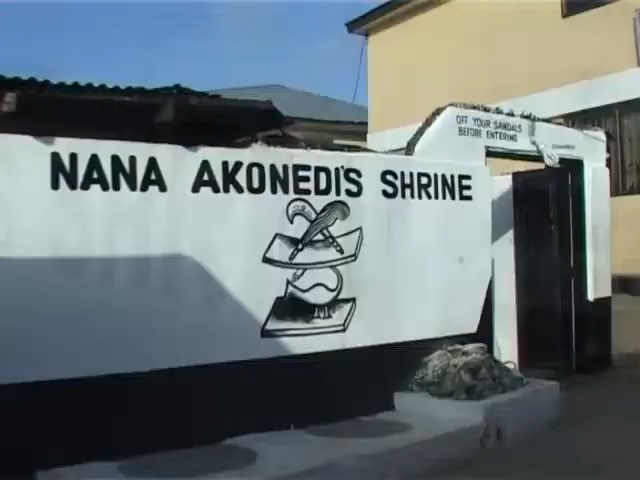 NANA AKONEDI'S SHRINE
OFF YOUR SANDALS
BEFORE ENTERING